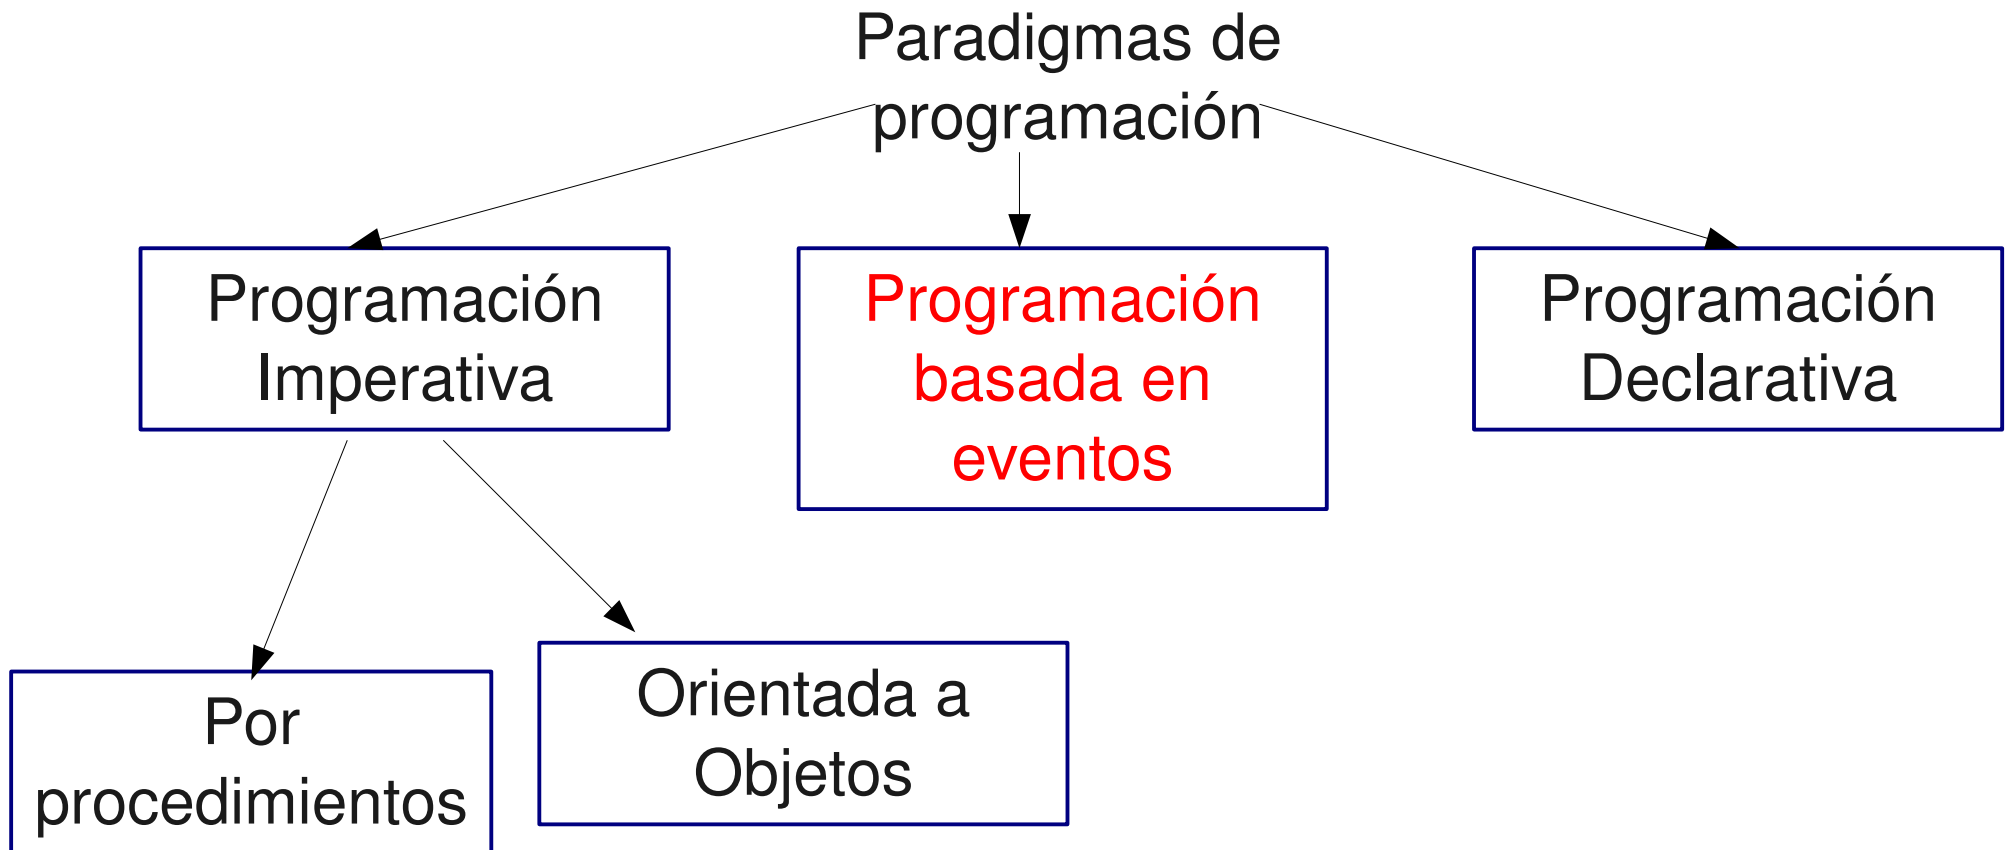 Paradigmas de
programación
Programación
Imperativa
Programación
basada en
eventos
Programación
Declarativa
Por
procedimientos
Orientada a
Objetos